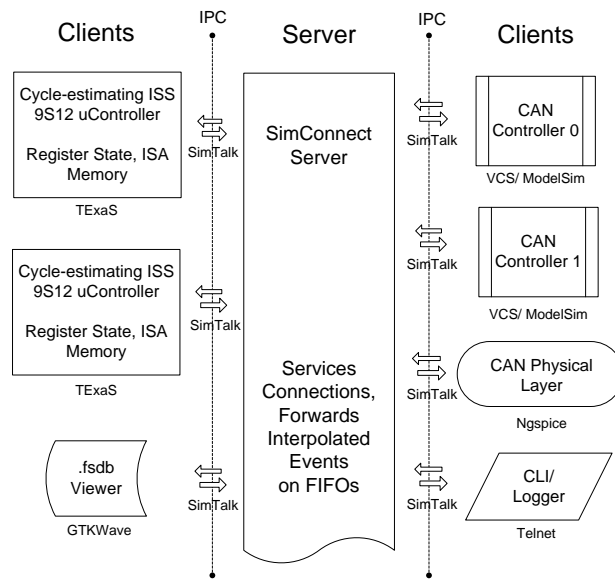 IPC
IPC
Clients
Server
Clients
Cycle-estimating ISS
9S12 uController
Register State, ISA
Memory
TExaS
SimTalk
SimConnect
Server
SimTalk
CAN
Controller 0
VCS/ ModelSim
Cycle-estimating ISS
9S12 uController
Register State, ISA
Memory
TExaS
SimTalk
SimTalk
CAN
Controller 1
VCS/ ModelSim
Services
Connections,
Forwards
Interpolated
Events
on FIFOs
SimTalk
CAN Physical
Layer
Ngspice
.fsdb
Viewer
GTKWave
SimTalk
SimTalk
CLI/
Logger
Telnet